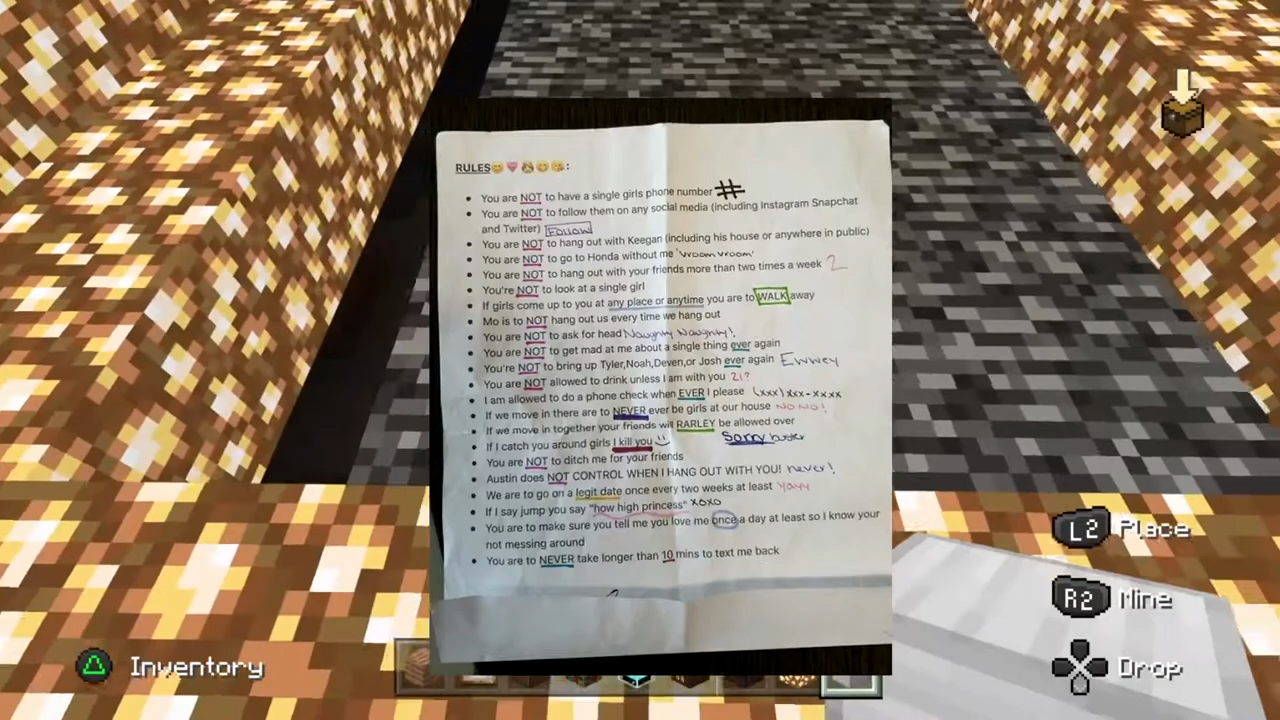 RULES😊💗🙈😊😘:
• You are NOT to have a single girls phone number #
• You are NOT to follow them on any social media (including Instagram Snapchat
and Twitter) Follow
• You are NOT to hang out with Keegan (including his house or anywhere in public)
• You are NOT to go to Honda without me 'vroom vroom'
• You are NOT to hang out with your friends more than two times a week 2
• You're NOT to look at a single girl
• If girls come up to you at any place or anytime you are to WALK away
• Mo is to NOT hang out us every time we hang out
• You are NOT to ask for head Naughty Naughty!
• You are NOT to get mad at me about a single thing ever again
• You're NOT to bring up Tyler,Noah,Deven,or Josh ever again Ewwey
• You are NOT allowed to drink unless I am with you 21?
• I am allowed to do a phone check when EVER I please (xxx)xxx-xxxx
• If we move in there are to NEVER ever be girls at our house NO NO!
• If we move in together your friends will RARLEY be allowed over
• If I catch you around girls I kill you :) Sorry buster
• You are NOT to ditch me for your friends
• Austin does NOT CONTROL WHEN I HANG OUT WITH YOU! never!
• We are to go on a legit date once every two weeks at least yayy
• If I say jump you say "how high princess" xoxo
• You are to make sure you tell me you love me once a day at least so I know your
not messing around
• You are to NEVER take longer than 10 mins to text me back
L2 Place
R2 Mine
Inventory
Drop